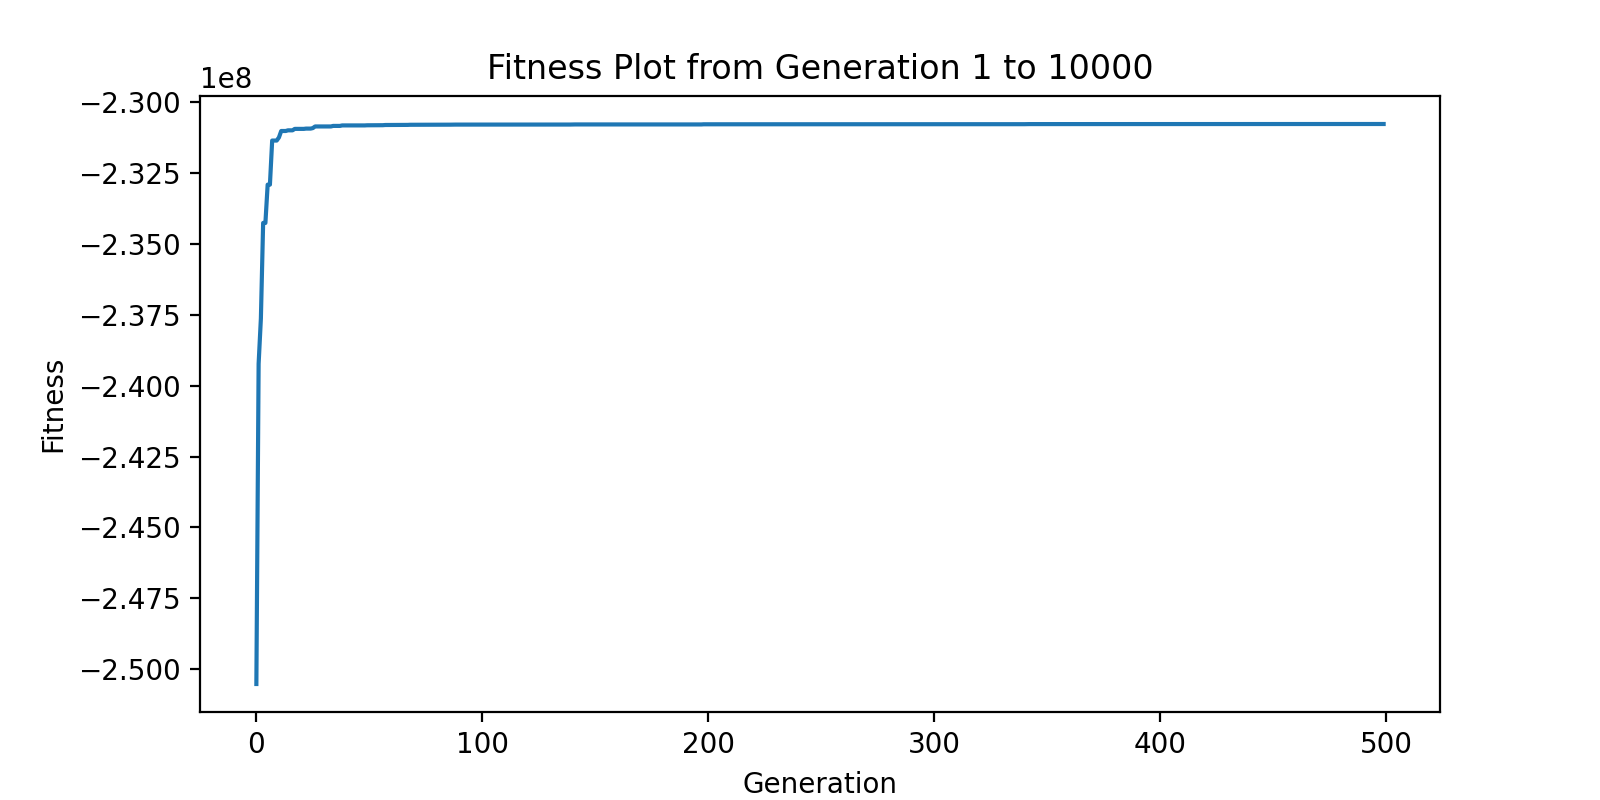 Fitness Plot from Generation 1 to 10000
1e8
−2.300
−2.325
−2.350
−2.375
−2.400
−2.425
−2.450
−2.475
−2.500
Fitness
0 100 200 300 400 500
Generation